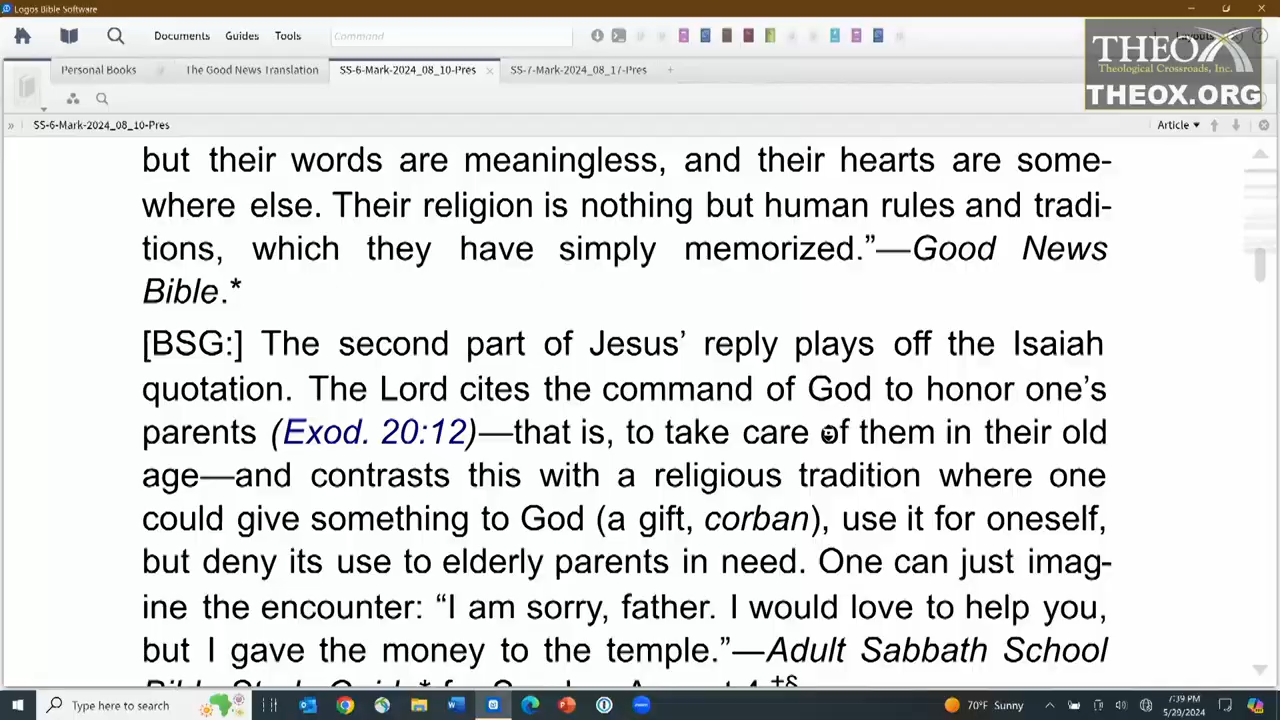 Logos Bible Software
Documents Guides Tools Command Layouts
THEOX
Theological Crossroads, Inc.
THEOX.ORG
Personal Books The Good News Translation SS-6-Mark-2024_08_10-Pres SS-7-Mark-2024_08_17-Pres
SS-6-Mark-2024_08_10-Pres Article
but their words are meaningless, and their hearts are some-
where else. Their religion is nothing but human rules and tradi-
tions, which they have simply memorized.”—Good News
Bible.*
[BSG:] The second part of Jesus’ reply plays off the Isaiah
quotation. The Lord cites the command of God to honor one’s
parents (Exod. 20:12)—that is, to take care of them in their old
age—and contrasts this with a religious tradition where one
could give something to God (a gift, corban), use it for oneself,
but deny its use to elderly parents in need. One can just imag-
ine the encounter: “I am sorry, father. I would love to help you,
but I gave the money to the temple.”—Adult Sabbath School
Type here to search 70°F Sunny 7:39 PM
5/29/2024